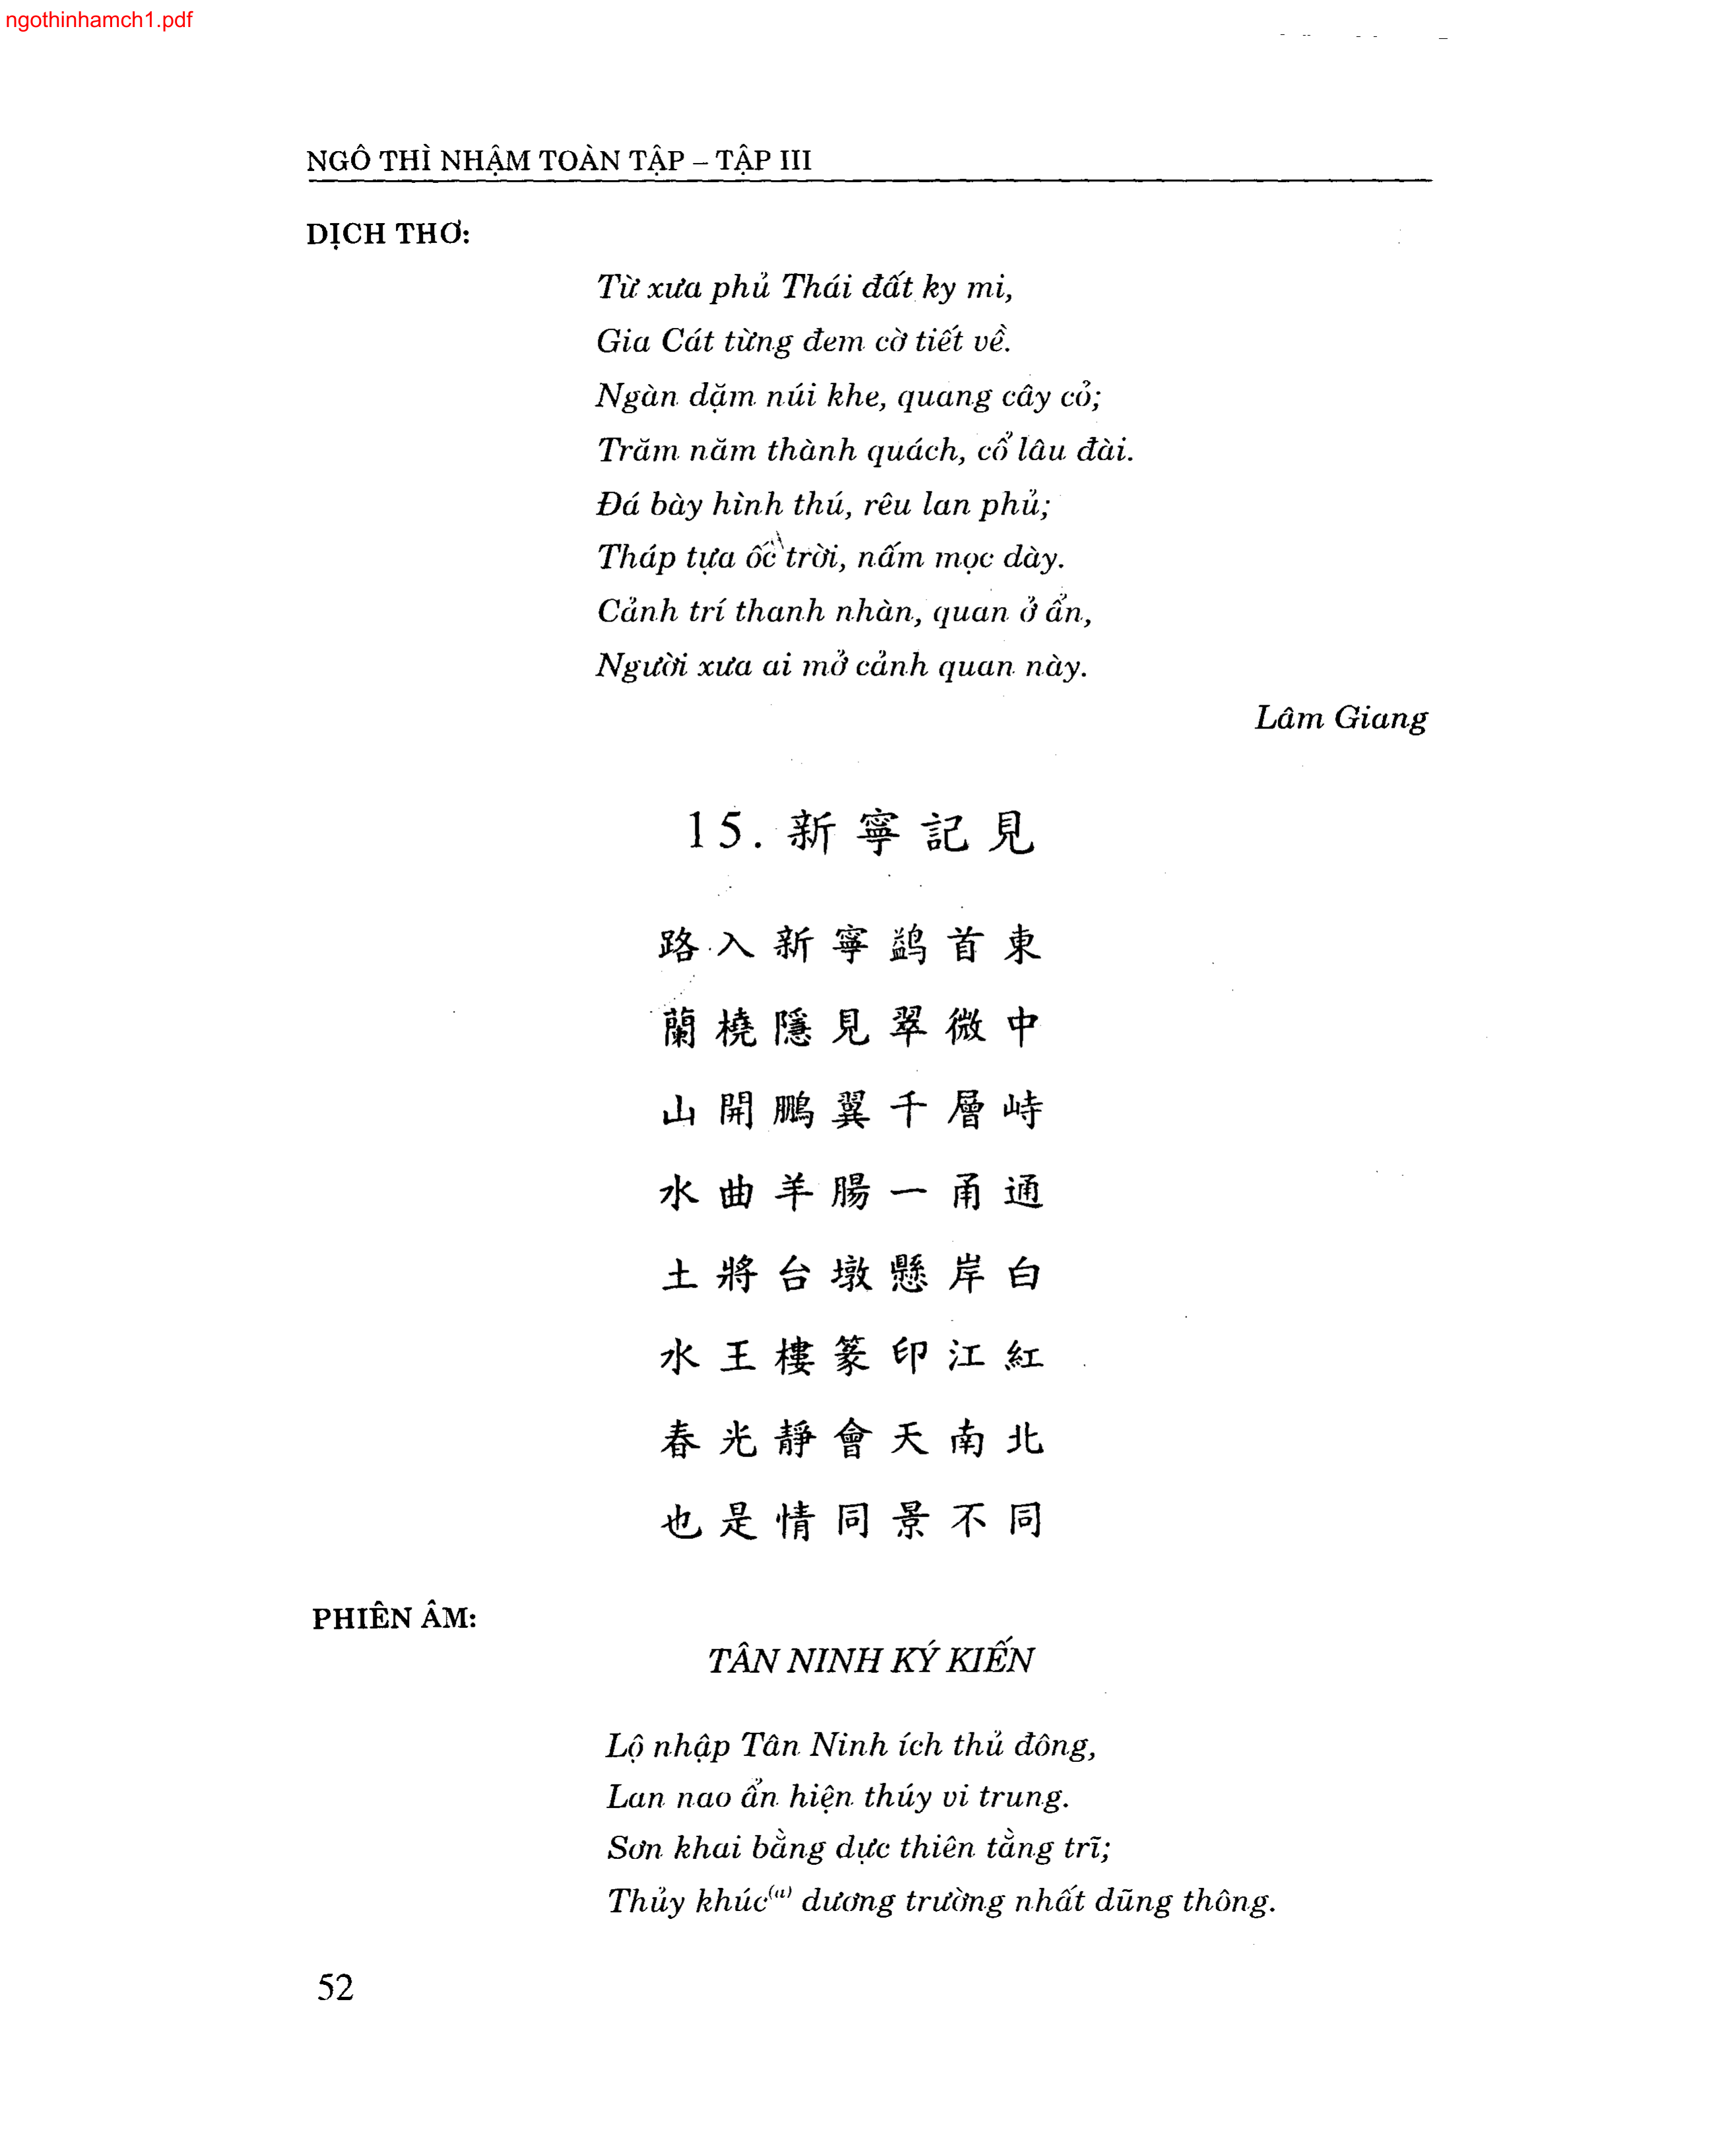 ngothinhamch1.pdf
NGÔ THÌ NHẬM TOÀN TẬP – TẬP III
DỊCH THƠ:
Từ xưa phủ Thái đất ky mi,
Gia Cát từng đem cờ tiết về.
Ngàn dặm núi khe, quang cây cỏ;
Trăm năm thành quách, cổ lâu đài.
Đá bày hình thú, rêu lan phủ;
Tháp tựa ốc trời, nấm mọc dày.
Cảnh trí thanh nhàn, quan ở ẩn,
Người xưa ai mở cảnh quan này.
Lâm Giang
15. 新寧記見
路入新寧鷁首東
蘭橈隱見翠微中
山開鵬翼千層峙
水曲羊腸一甬通
土將台墩懸岸白
水王樓篆印江紅
春光靜會天南北
也是情同景不同
PHIÊN ÂM:
TÂN NINH KÝ KIẾN
Lộ nhập Tân Ninh ích thủ đông,
Lan nao ẩn hiện thúy vi trung.
Sơn khai bằng dực thiên tằng trĩ;
Thủy khúc(a) dương trường nhất dũng thông.
52